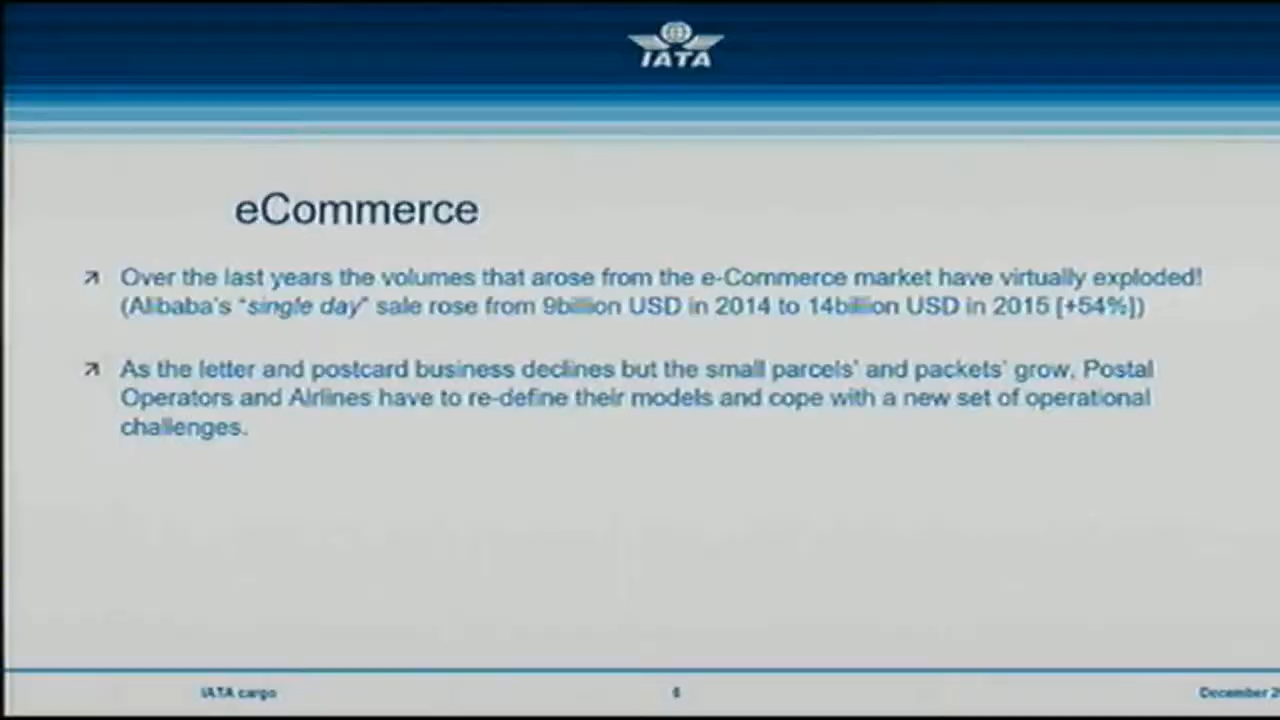 IATA
eCommerce
Over the last years the volumes that arose from the e-Commerce market have virtually exploded!
(Alibaba's "single day" sale rose from 9billion USD in 2014 to 14billion USD in 2015 [+54%])
As the letter and postcard business declines but the small parcels' and packets' grow, Postal
Operators and Airlines have to re-define their models and cope with a new set of operational
challenges.
IATA cargo
6
December